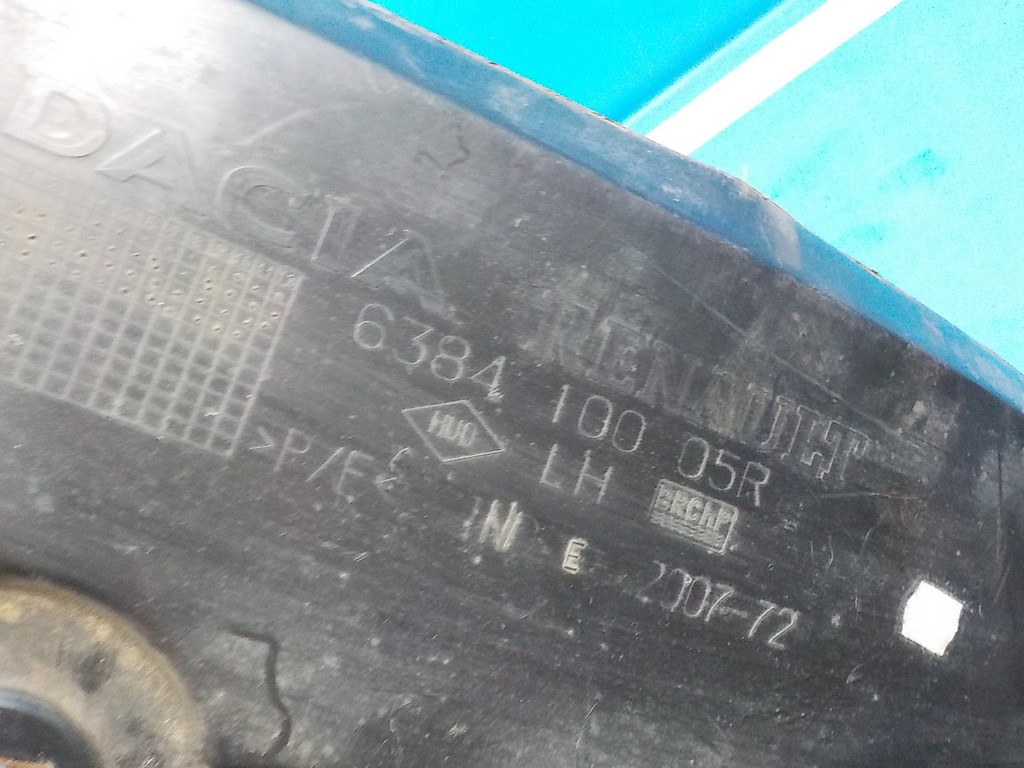 DACIA
RENAULT
6384 100 05R
LH
>P/E<
2007-72